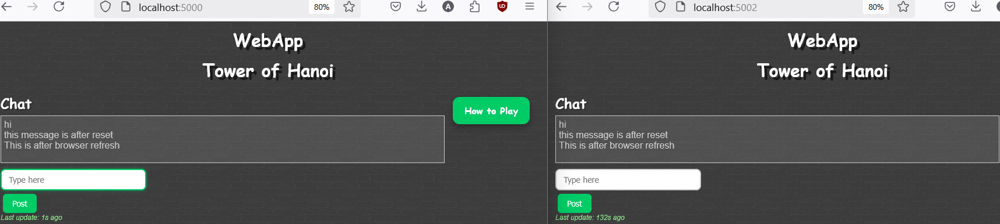 localhost:5000
80%
A
WebApp
Tower of Hanoi
Chat
How to Play
hi
this message is after reset
This is after browser refresh
Type here
Post
Last update: 1s ago
localhost:5002
80%
WebApp
Tower of Hanoi
Chat
hi
this message is after reset
This is after browser refresh
Type here
Post
Last update: 132s ago